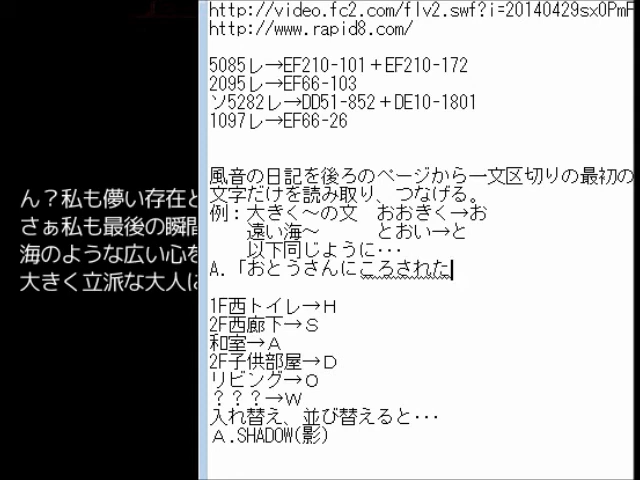 ん？私も儚い存在と
さぁ私も最後の瞬間
海のような広い心を
大きく立派な大人に
http://video.fc2.com/flv2.swf?i=20140429sx0PmF
http://www.rapid8.com/
5085レ→EF210-101＋EF210-172
2095レ→EF66-103
ソ5282レ→DD51-852＋DE10-1801
1097レ→EF66-26
風音の日記を後ろのページから一文区切りの最初の
文字だけを読み取り、つなげる。
例：大きく～の文　おおきく→お
遠い海～　　　とおい→と
以下同じように・・・
A．「おとうさんにころされた
1F西トイレ→H
2F西廊下→S
和室→A
2F子供部屋→D
リビング→O
？？？→W
入れ替え、並び替えると・・・
A.SHADOW(影)